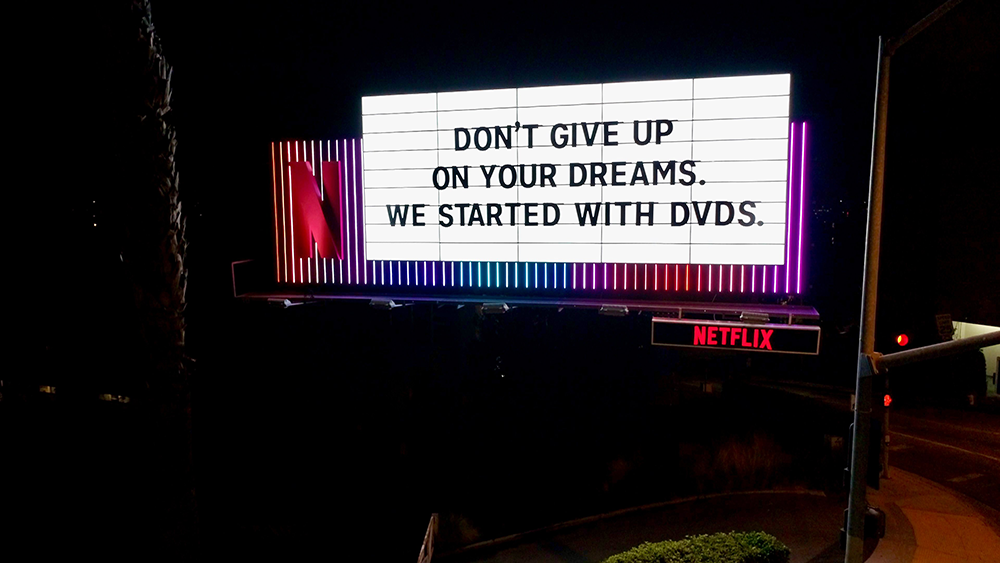 DON'T GIVE UP
ON YOUR DREAMS.
WE STARTED WITH DVDS.
N
NETFLIX